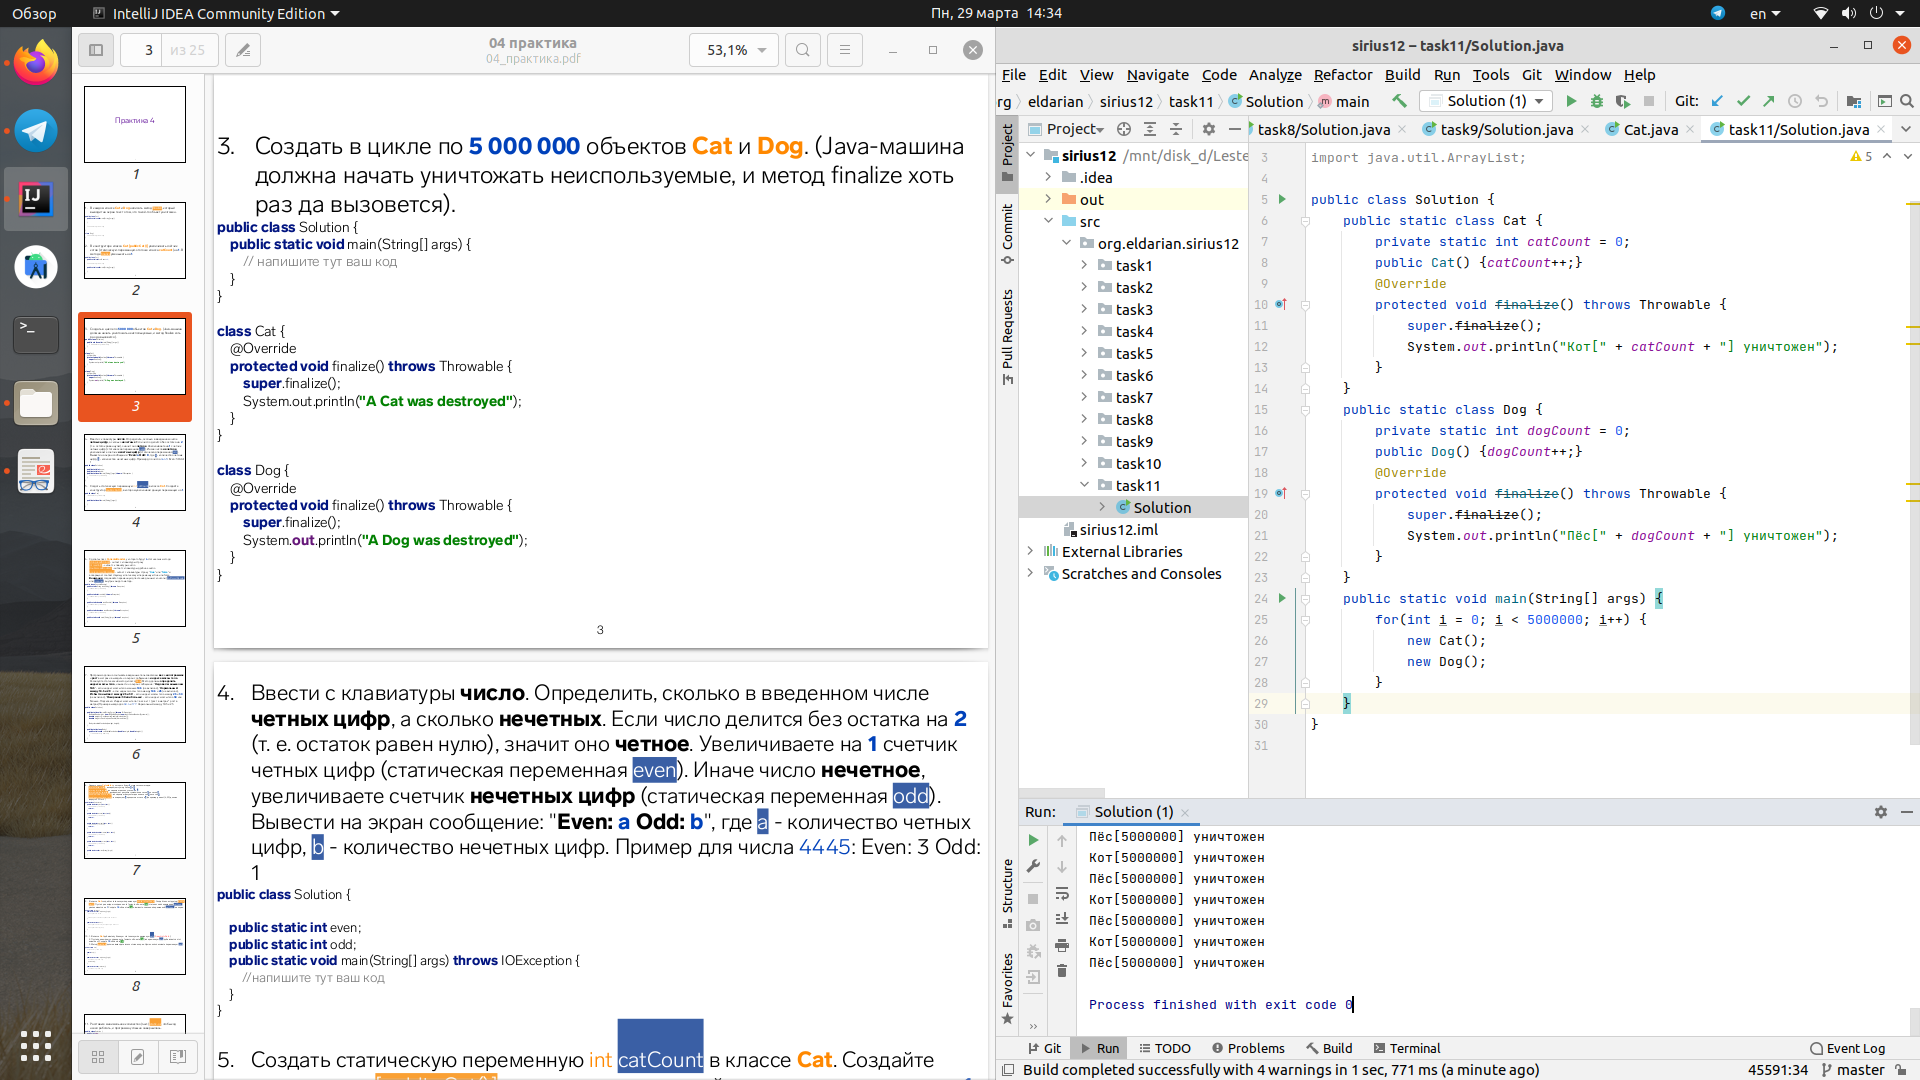 Обзор
IntelliJ IDEA Community Edition
Пн, 29 марта 14:34
en
3 из 25
04 практика
04_практика.pdf
53,1%
Практика 4
1
2
3
4
5
6
7
8
3. Создать в цикле по 5 000 000 объектов Cat и Dog. (Java-машина
должна начать уничтожать неиспользуемые, и метод finalize хоть
раз да вызовется).
public class Solution {
public static void main(String[] args) {
// напишите тут ваш код
}
}
class Cat {
@Override
protected void finalize() throws Throwable {
super.finalize();
System.out.println("A Cat was destroyed");
}
}
class Dog {
@Override
protected void finalize() throws Throwable {
super.finalize();
System.out.println("A Dog was destroyed");
}
}
3
4. Ввести с клавиатуры число. Определить, сколько в введенном числе
четных цифр, а сколько нечетных. Если число делится без остатка на 2
(т. е. остаток равен нулю), значит оно четное. Увеличиваете на 1 счетчик
четных цифр (статическая переменная even). Иначе число нечетное,
увеличиваете счетчик нечетных цифр (статическая переменная odd).
Вывести на экран сообщение: "Even: a Odd: b", где a - количество четных
цифр, b - количество нечетных цифр. Пример для числа 4445: Even: 3 Odd:
1
public class Solution {
public static int even;
public static int odd;
public static void main(String[] args) throws IOException {
//напишите тут ваш код
}
}
5. Создать статическую переменную int catCount в классе Cat. Создайте
sirius12 – task11/Solution.java
File Edit View Navigate Code Analyze Refactor Build Run Tools Git Window Help
rg eldarian sirius12 task11 Solution main
Solution (1)
Git:
Project
Commit
Pull Requests
Structure
Favorites
Project
sirius12 /mnt/disk_d/Leste
.idea
out
src
org.eldarian.sirius12
task1
task2
task3
task4
task5
task6
task7
task8
task9
task10
task11
Solution
sirius12.iml
External Libraries
Scratches and Consoles
task8/Solution.java
task9/Solution.java
Cat.java
task11/Solution.java
5
3 import java.util.ArrayList;
4
5 public class Solution {
6 public static class Cat {
7 private static int catCount = 0;
8 public Cat() {catCount++;}
9 @Override
10 protected void finalize() throws Throwable {
11 super.finalize();
12 System.out.println("Кот[" + catCount + "] уничтожен");
13 }
14 }
15 public static class Dog {
16 private static int dogCount = 0;
17 public Dog() {dogCount++;}
18 @Override
19 protected void finalize() throws Throwable {
20 super.finalize();
21 System.out.println("Пёс[" + dogCount + "] уничтожен");
22 }
23 }
24 public static void main(String[] args) {
25 for(int i = 0; i < 5000000; i++) {
26 new Cat();
27 new Dog();
28 }
29 }
30 }
31
Run: Solution (1)
Пёс[5000000] уничтожен
Кот[5000000] уничтожен
Пёс[5000000] уничтожен
Кот[5000000] уничтожен
Пёс[5000000] уничтожен
Кот[5000000] уничтожен
Пёс[5000000] уничтожен
Process finished with exit code 0
Git Run TODO Problems Build Terminal Event Log
Build completed successfully with 4 warnings in 1 sec, 771 ms (a minute ago)
45591:34 master